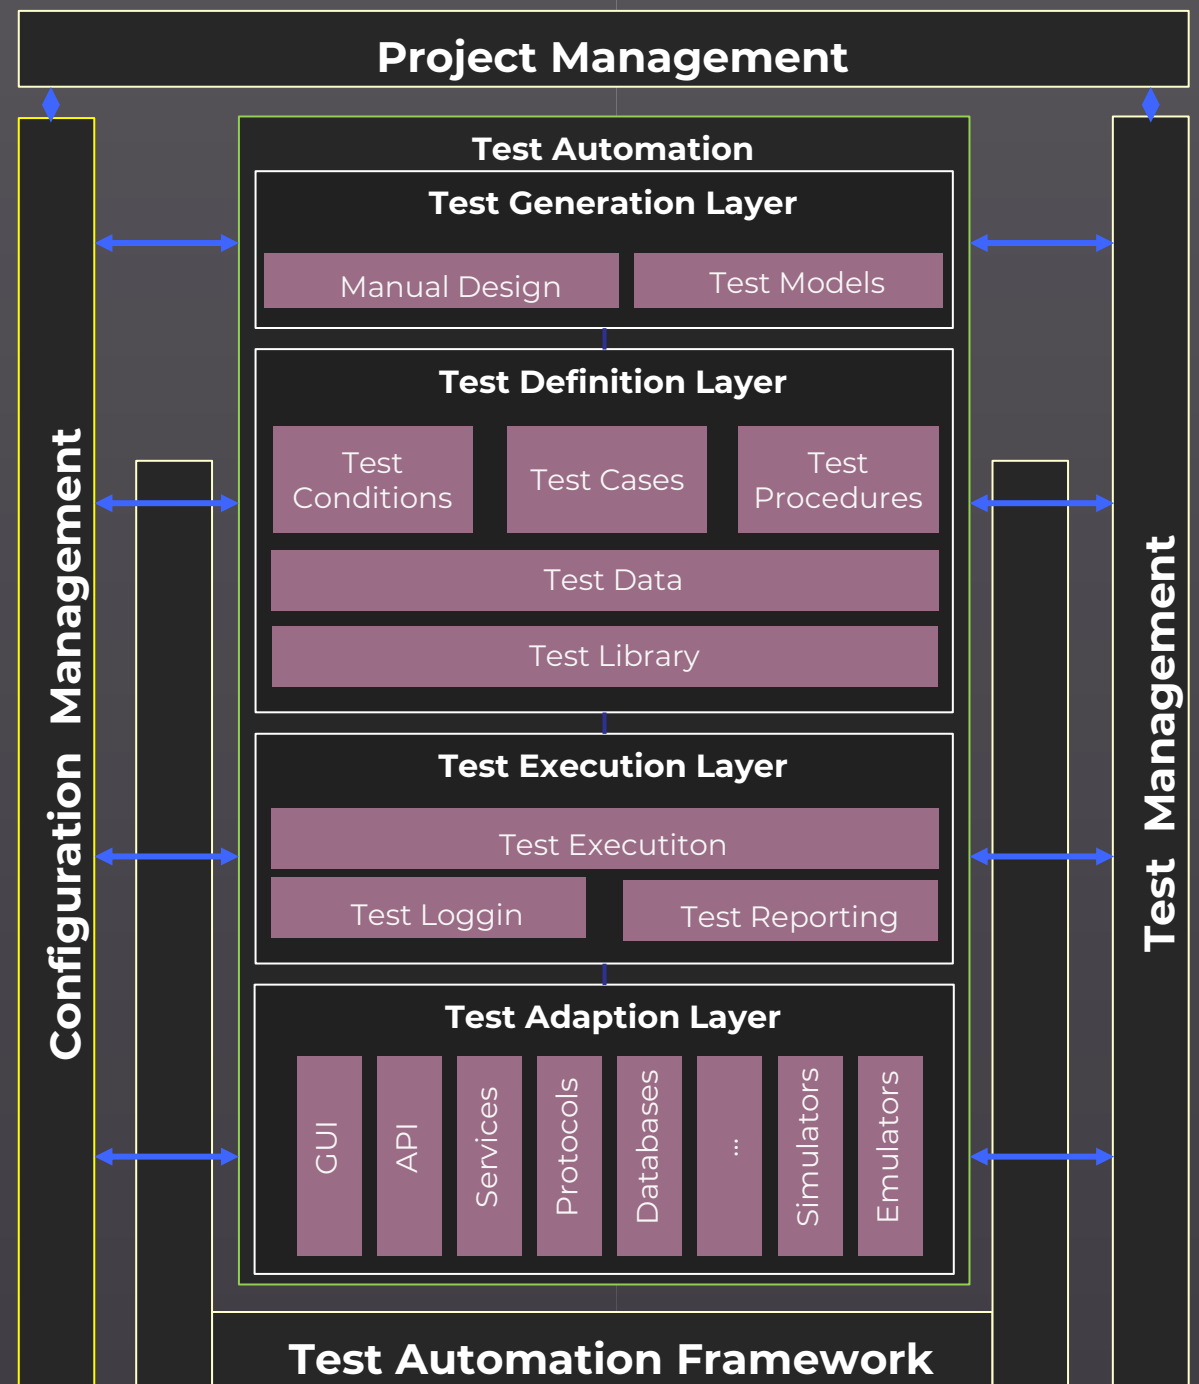 Project Management
Test Automation
Test Generation Layer
Manual Design
Test Models
Test Definition Layer
Test
Conditions
Test Cases
Test
Procedures
Test Data
Test Library
Test Execution Layer
Test Executiton
Test Loggin
Test Reporting
Test Adaption Layer
GUI
API
Services
Protocols
Databases
...
Simulators
Emulators
Configuration Management
Test Management
Test Automation Framework